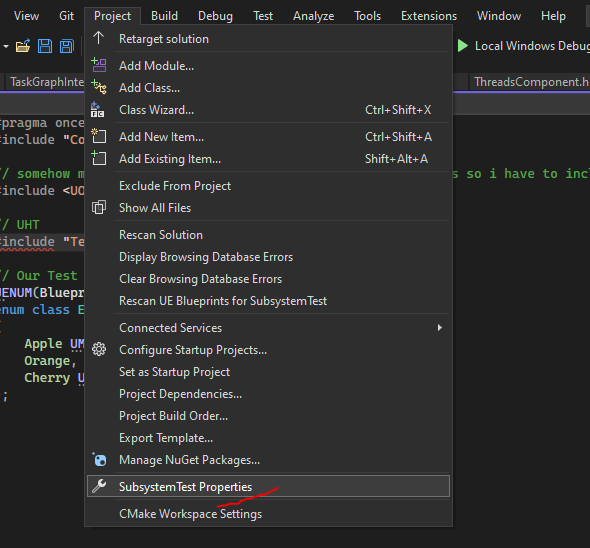 View Git Project Build Debug Test Analyze Tools Extensions Window Help
Retarget solution
Local Windows Debug
Add Module...
TaskGraphInte
Add Class...
ThreadsComponent.h
Class Wizard... Ctrl+Shift+X
#pragma once
#include "Co
Add New Item... Ctrl+Shift+A
Add Existing Item... Shift+Alt+A
// somehow m
s so i have to incl
#include <UO
Exclude From Project
Show All Files
// UHT
#include "Te
Rescan Solution
Display Browsing Database Errors
// Our Test
Clear Browsing Database Errors
UENUM(Bluepr
Rescan UE Blueprints for SubsystemTest
enum class E
Connected Services
Apple UM
Configure Startup Projects...
Orange,
Set as Startup Project
Cherry U
Project Dependencies...
;
Project Build Order...
Export Template...
Manage NuGet Packages...
SubsystemTest Properties
CMake Workspace Settings